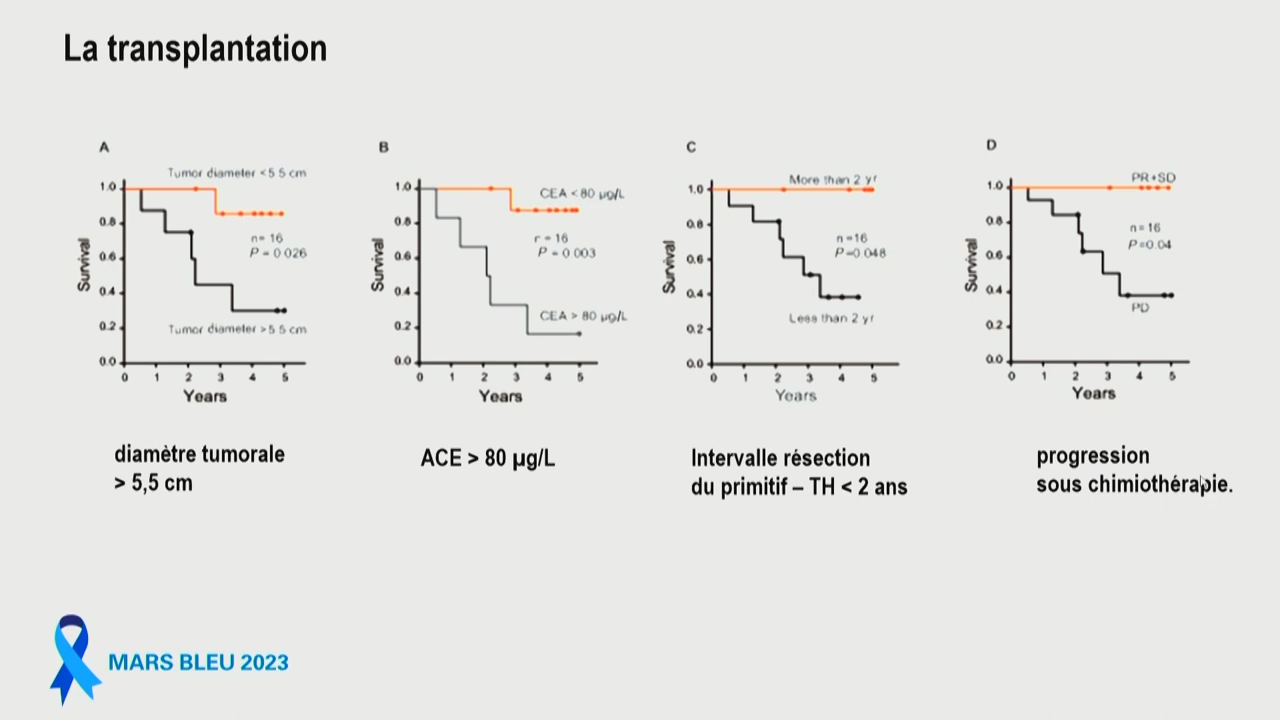 La transplantation
A
Tumor diameter <5 5 cm
1.0
0.8
0.6
0.4
0.2
0.0
Survival
n= 16
P = 0 026
Tumor diameter >5 5 cm
0 1 2 3 4 5
Years
B
CEA < 80 µg/L
1.0
0.8
0.6
0.4
0.2
0.0
Survival
r = 16
P = 0 003
CEA > 80 µg/L
0 1 2 3 4 5
Years
C
More than 2 yr
1.0
0.8
0.6
0.4
0.2
0.0
Survival
n=16
P=0 048
Less than 2 yr
0 1 2 3 4 5
Years
D
PR+SD
1.0
0.8
0.6
0.4
0.2
0.0
Survival
n= 16
P=0.04
PD
0 1 2 3 4 5
Years
diamètre tumorale
> 5,5 cm
ACE > 80 µg/L
Intervalle résection
du primitif – TH < 2 ans
progression
sous chimiothérapie.
MARS BLEU 2023